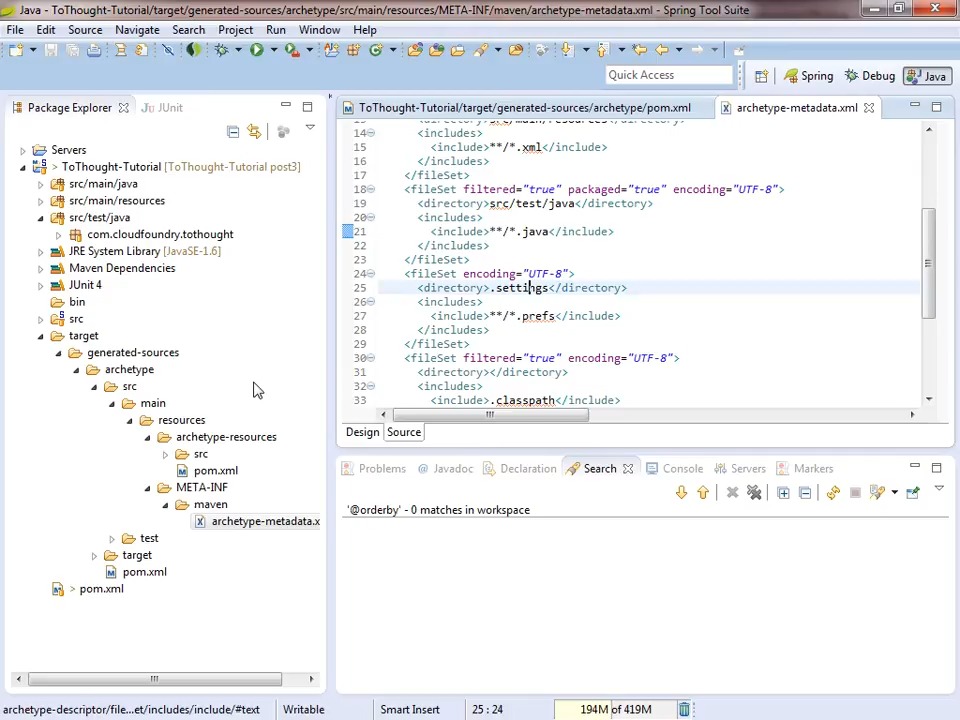 Java - ToThought-Tutorial/target/generated-sources/archetype/src/main/resources/META-INF/maven/archetype-metadata.xml - Spring Tool Suite
File Edit Source Navigate Search Project Run Window Help
Quick Access
Spring Debug Java
Package Explorer JUnit
Servers
> ToThought-Tutorial [ToThought-Tutorial post3]
src/main/java
src/main/resources
src/test/java
com.cloudfoundry.tothought
JRE System Library [JavaSE-1.6]
Maven Dependencies
JUnit 4
bin
src
target
generated-sources
archetype
src
main
resources
archetype-resources
src
pom.xml
META-INF
maven
archetype-metadata.x
test
target
pom.xml
> pom.xml
ToThought-Tutorial/target/generated-sources/archetype/pom.xml archetype-metadata.xml
13 <directory>src/main/resources</directory>
14 <includes>
15 <include>**/*.xml</include>
16 </includes>
17 </fileSet>
18 <fileSet filtered="true" packaged="true" encoding="UTF-8">
19 <directory>src/test/java</directory>
20 <includes>
21 <include>**/*.java</include>
22 </includes>
23 </fileSet>
24 <fileSet encoding="UTF-8">
25 <directory>.settings</directory>
26 <includes>
27 <include>**/*.prefs</include>
28 </includes>
29 </fileSet>
30 <fileSet filtered="true" encoding="UTF-8">
31 <directory></directory>
32 <includes>
33 <include>.classpath</include>
Design Source
Problems Javadoc Declaration Search Console Servers Markers
'@orderby' - 0 matches in workspace
archetype-descriptor/file...et/includes/include/#text Writable Smart Insert 25 : 24 194M of 419M